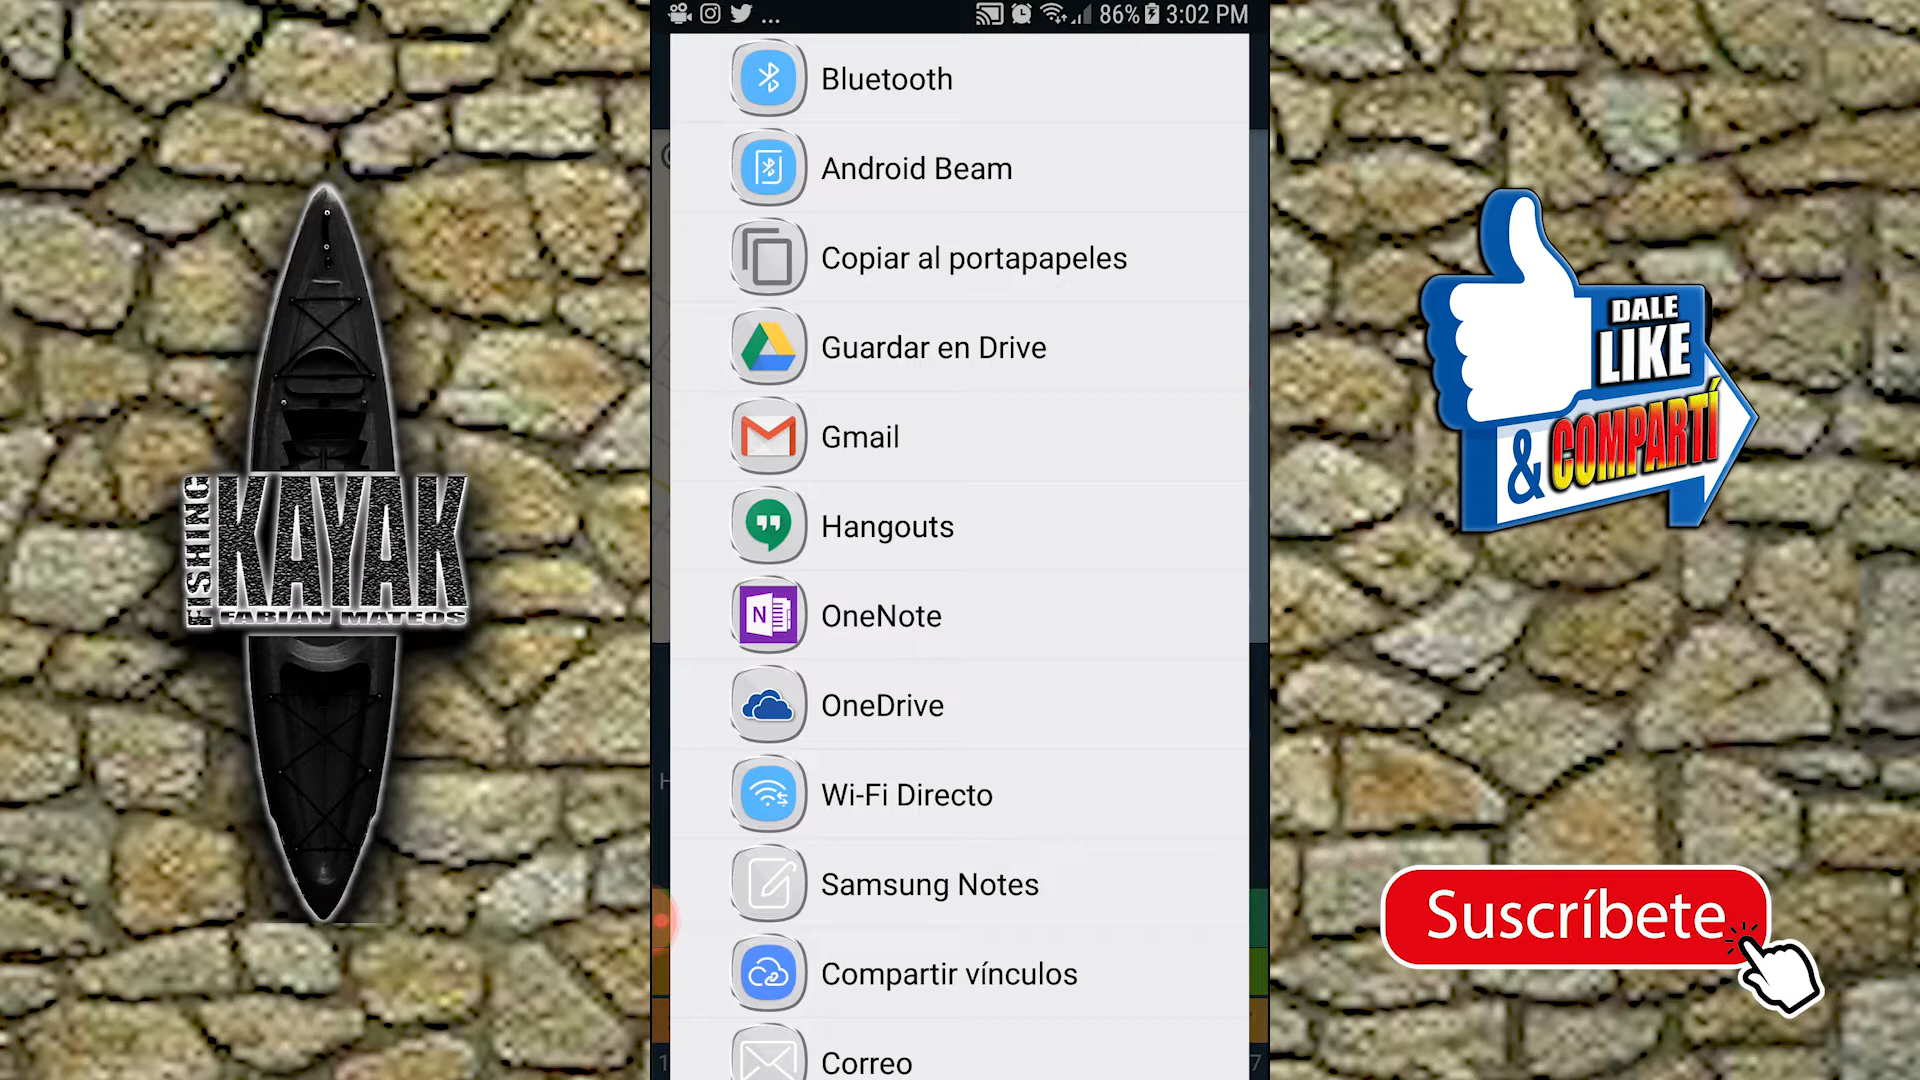 ... 86% 3:02 PM
Bluetooth
Android Beam
Copiar al portapapeles
Guardar en Drive
Gmail
Hangouts
N OneNote
OneDrive
Wi-Fi Directo
Samsung Notes
Compartir vínculos
Correo
FISHING
KAYAK
FABIAN MATEOS
DALE
LIKE
& COMPARTÍ
Suscríbete